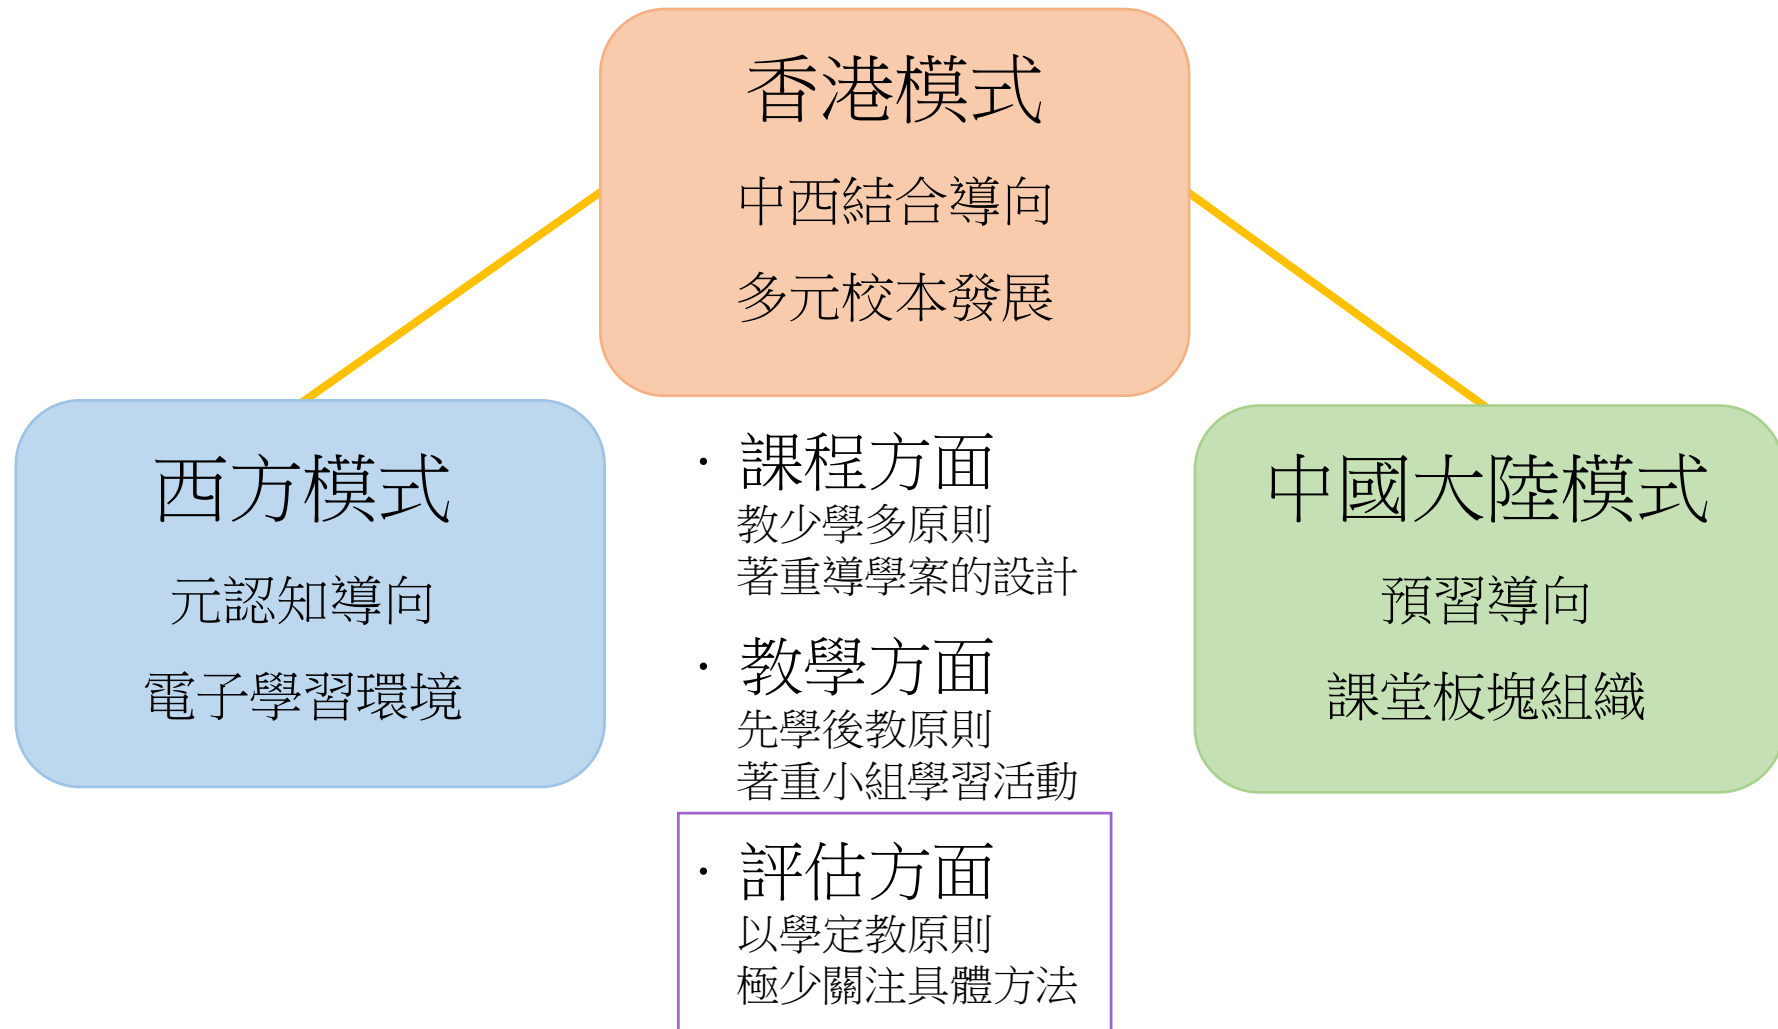 香港模式
中西結合導向
多元校本發展
西方模式
元認知導向
電子學習環境
· 課程方面
教少學多原則
著重導學案的設計
· 教學方面
先學後教原則
著重小組學習活動
· 評估方面
以學定教原則
極少關注具體方法
中國大陸模式
預習導向
課堂板塊組織